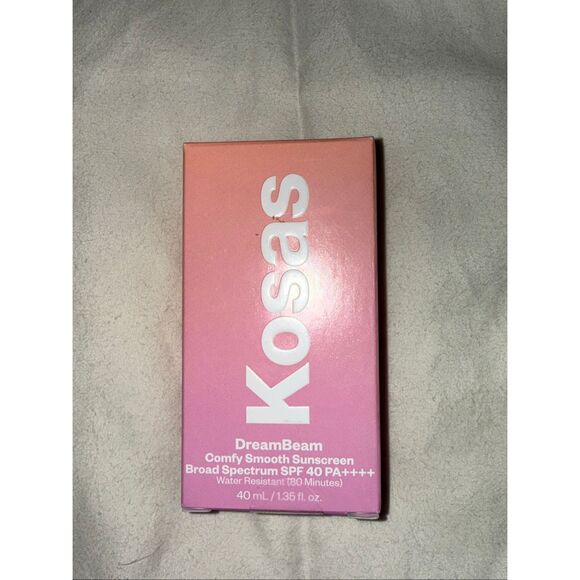 Kosas
DreamBeam
Comfy Smooth Sunscreen
Broad Spectrum SPF 40 PA++++
Water Resistant (80 Minutes)
40 mL / 1.35 fl. oz.